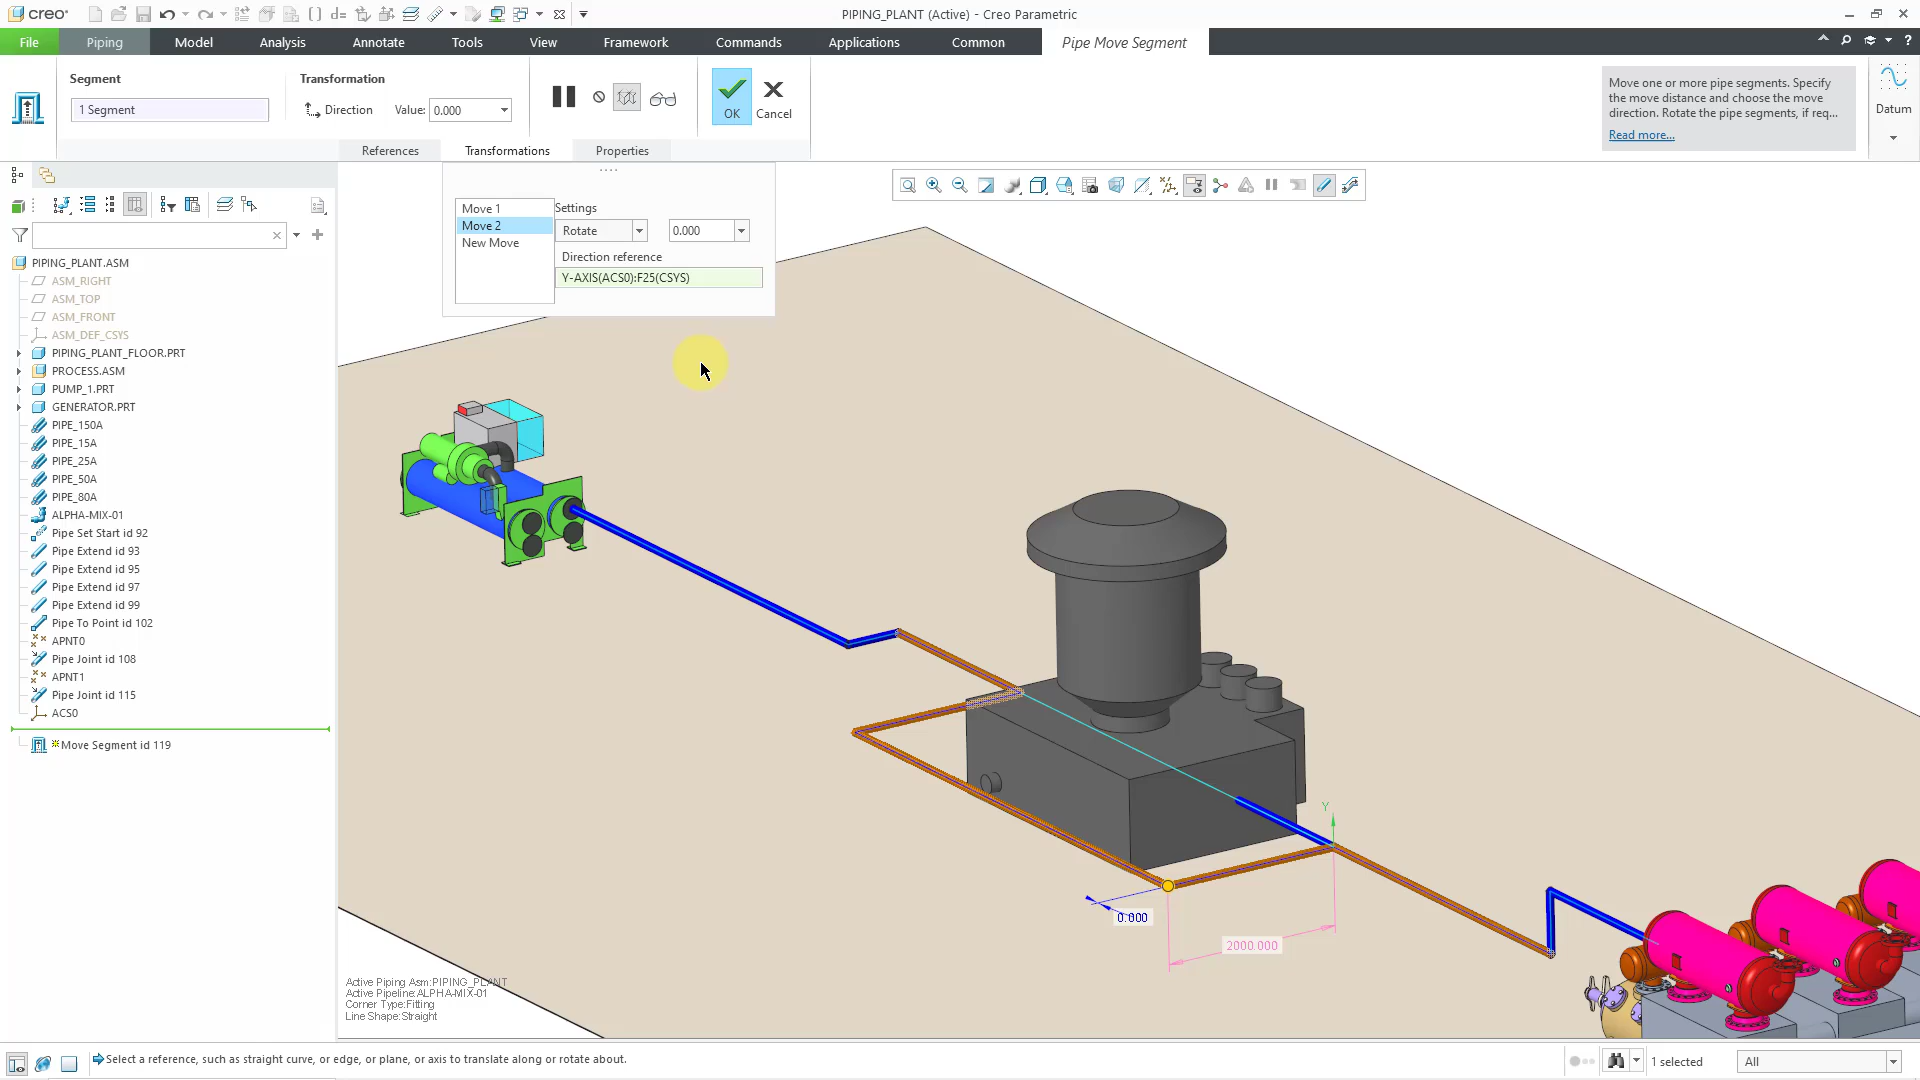 creo
PIPING_PLANT (Active) - Creo Parametric
File
Piping
Model
Analysis
Annotate
Tools
View
Framework
Commands
Applications
Common
Pipe Move Segment
Segment
1 Segment
Transformation
Direction
Value: 0.000
OK
Cancel
Move one or more pipe segments. Specify
the move distance and choose the move
direction. Rotate the pipe segments, if req...
Read more...
Datum
References
Transformations
Properties
Move 1
Move 2
New Move
Settings
Rotate
0.000
Direction reference
Y-AXIS(ACS0):F25(CSYS)
PIPING_PLANT.ASM
ASM_RIGHT
ASM_TOP
ASM_FRONT
ASM_DEF_CSYS
PIPING_PLANT_FLOOR.PRT
PROCESS.ASM
PUMP_1.PRT
GENERATOR.PRT
PIPE_150A
PIPE_15A
PIPE_25A
PIPE_50A
PIPE_80A
ALPHA-MIX-01
Pipe Set Start id 92
Pipe Extend id 93
Pipe Extend id 95
Pipe Extend id 97
Pipe Extend id 99
Pipe To Point id 102
APNT0
Pipe Joint id 108
APNT1
Pipe Joint id 115
ACS0
Move Segment id 119
Y
0.000
2000.000
Active Piping Asm:PIPING_PLANT
Active Pipeline:ALPHA-MIX-01
Corner Type:Fitting
Line Shape:Straight
Select a reference, such as straight curve, or edge, or plane, or axis to translate along or rotate about.
1 selected
All